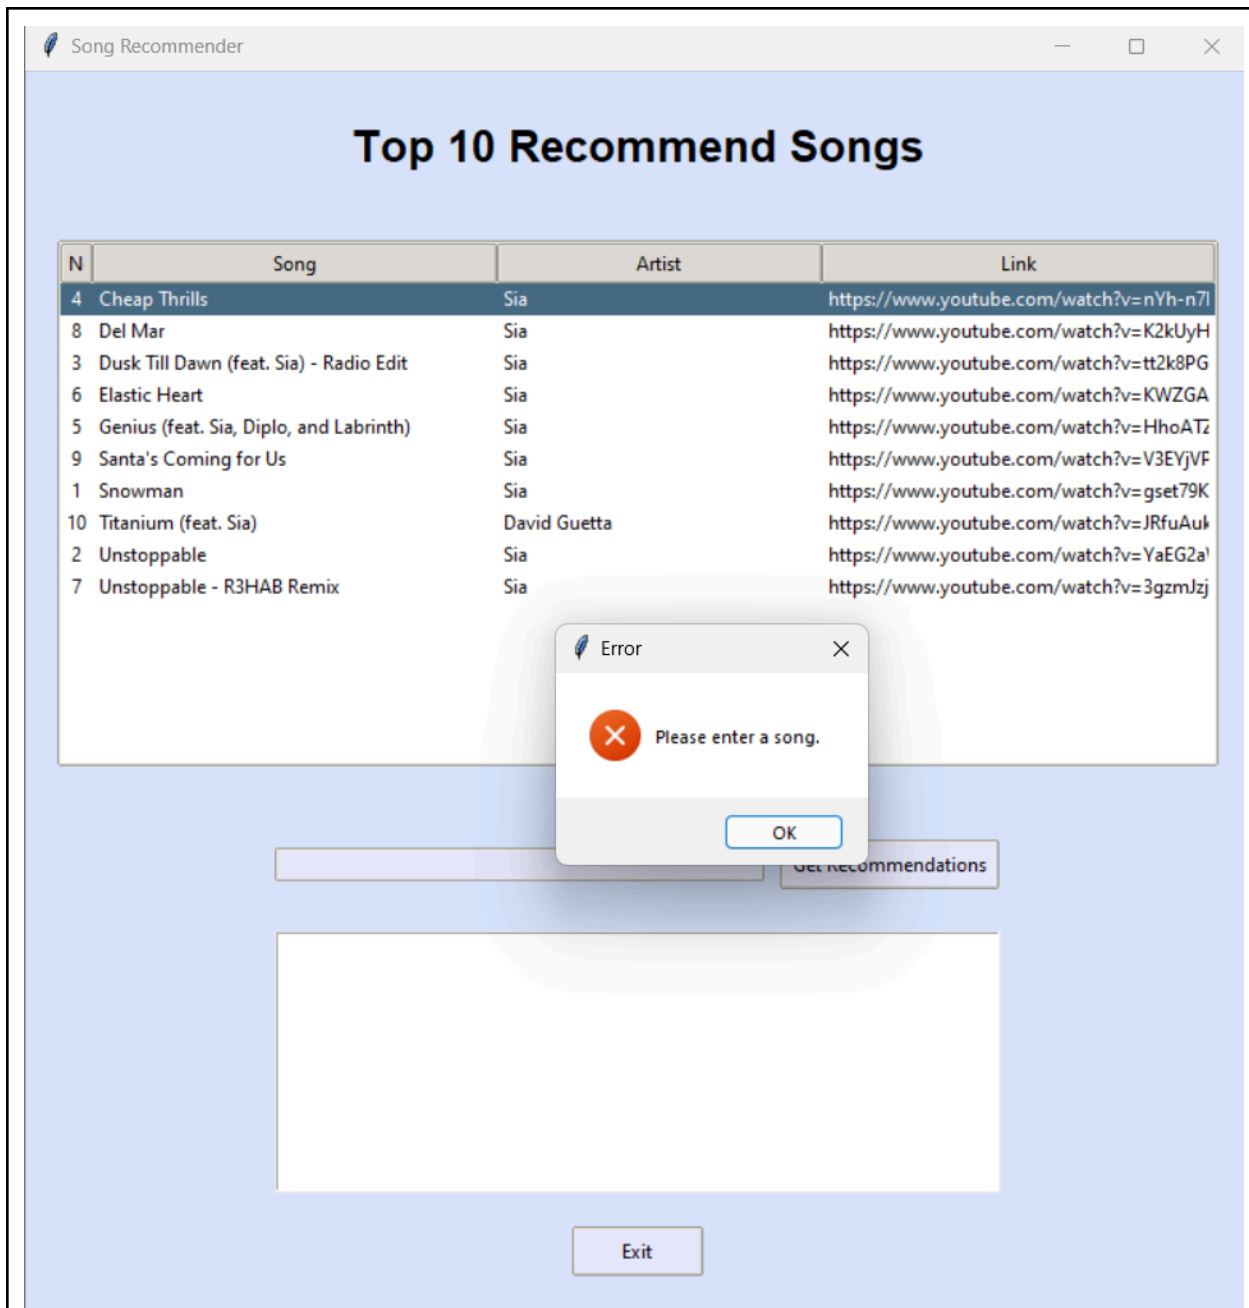 Song Recommender
Top 10 Recommend Songs
N Song Artist Link
4 Cheap Thrills Sia https://www.youtube.com/watch?v=nYh-n7
8 Del Mar Sia https://www.youtube.com/watch?v=K2kUyH
3 Dusk Till Dawn (feat. Sia) - Radio Edit Sia https://www.youtube.com/watch?v=tt2k8PG
6 Elastic Heart Sia https://www.youtube.com/watch?v=KWZGA
5 Genius (feat. Sia, Diplo, and Labrinth) Sia https://www.youtube.com/watch?v=HhoATZ
9 Santa's Coming for Us Sia https://www.youtube.com/watch?v=V3EYjVF
1 Snowman Sia https://www.youtube.com/watch?v=gset79K
10 Titanium (feat. Sia) David Guetta https://www.youtube.com/watch?v=JRfuAuk
2 Unstoppable Sia https://www.youtube.com/watch?v=YaEG2a
7 Unstoppable - R3HAB Remix Sia https://www.youtube.com/watch?v=3gzmJzj
Error
Please enter a song.
OK
Get Recommendations
Exit